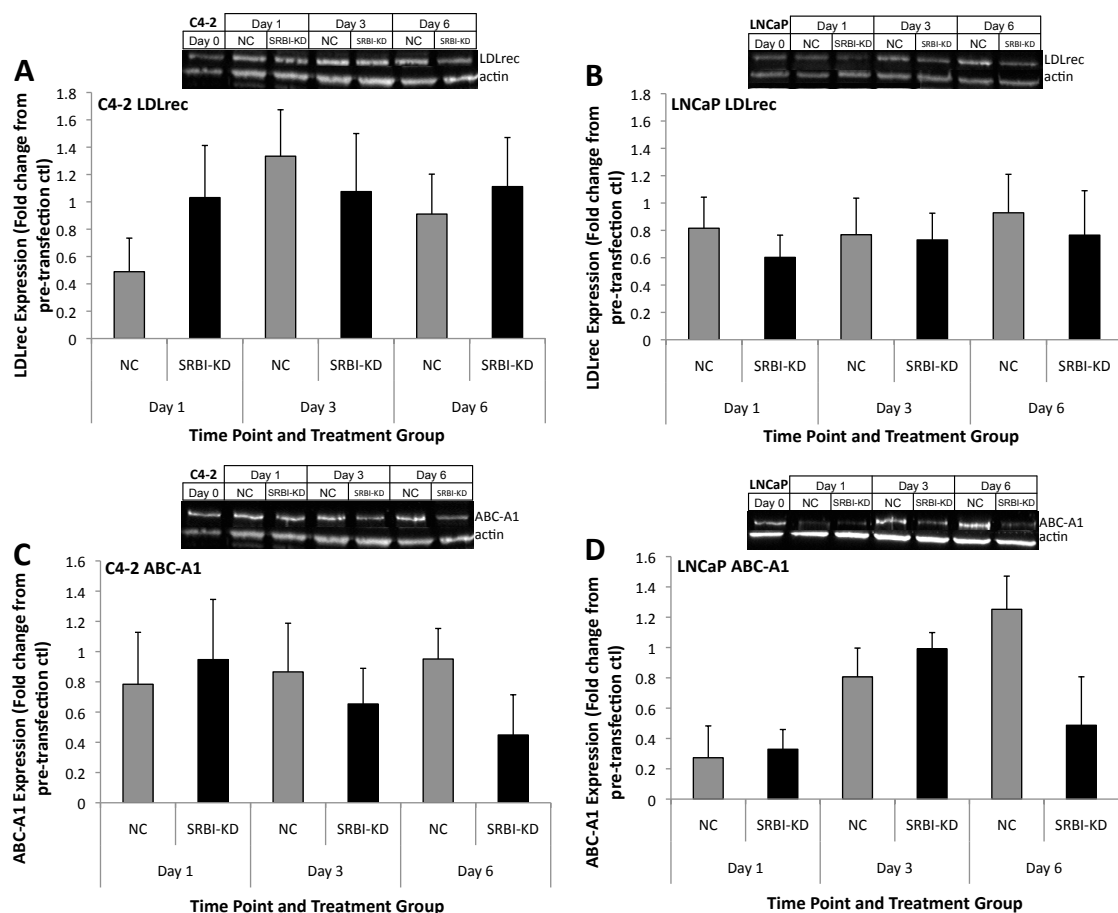 C4-2 Day 1 Day 3 Day 6
Day 0 NC SRBI-KD NC SRBI-KD NC SRBI-KD
LDLrec
actin
A
C4-2 LDLrec
LDLrec Expression (Fold change from
pre-transfection ctl)
1.8
1.6
1.4
1.2
1
0.8
0.6
0.4
0.2
0
NC SRBI-KD NC SRBI-KD NC SRBI-KD
Day 1 Day 3 Day 6
Time Point and Treatment Group
LNCaP Day 1 Day 3 Day 6
Day 0 NC SRBI-KD NC SRBI-KD NC SRBI-KD
LDLrec
actin
B
LNCaP LDLrec
LDLrec Expression (Fold change from
pre-transfection ctl)
1.8
1.6
1.4
1.2
1
0.8
0.6
0.4
0.2
0
NC SRBI-KD NC SRBI-KD NC SRBI-KD
Day 1 Day 3 Day 6
Time Point and Treatment Group
C4-2 Day 1 Day 3 Day 6
Day 0 NC SRBI-KD NC SRBI-KD NC SRBI-KD
ABC-A1
actin
C
C4-2 ABC-A1
ABC-A1 Expression (Fold change from
pre-transfection ctl)
1.6
1.4
1.2
1
0.8
0.6
0.4
0.2
0
NC SRBI-KD NC SRBI-KD NC SRBI-KD
Day 1 Day 3 Day 6
Time Point and Treatment Group
LNCaP Day 1 Day 3 Day 6
Day 0 NC SRBI-KD NC SRBI-KD NC SRBI-KD
ABC-A1
actin
D
LNCaP ABC-A1
ABC-A1 Expression (Fold change from
pre-transfection ctl)
1.6
1.4
1.2
1
0.8
0.6
0.4
0.2
0
NC SRBI-KD NC SRBI-KD NC SRBI-KD
Day 1 Day 3 Day 6
Time Point and Treatment Group